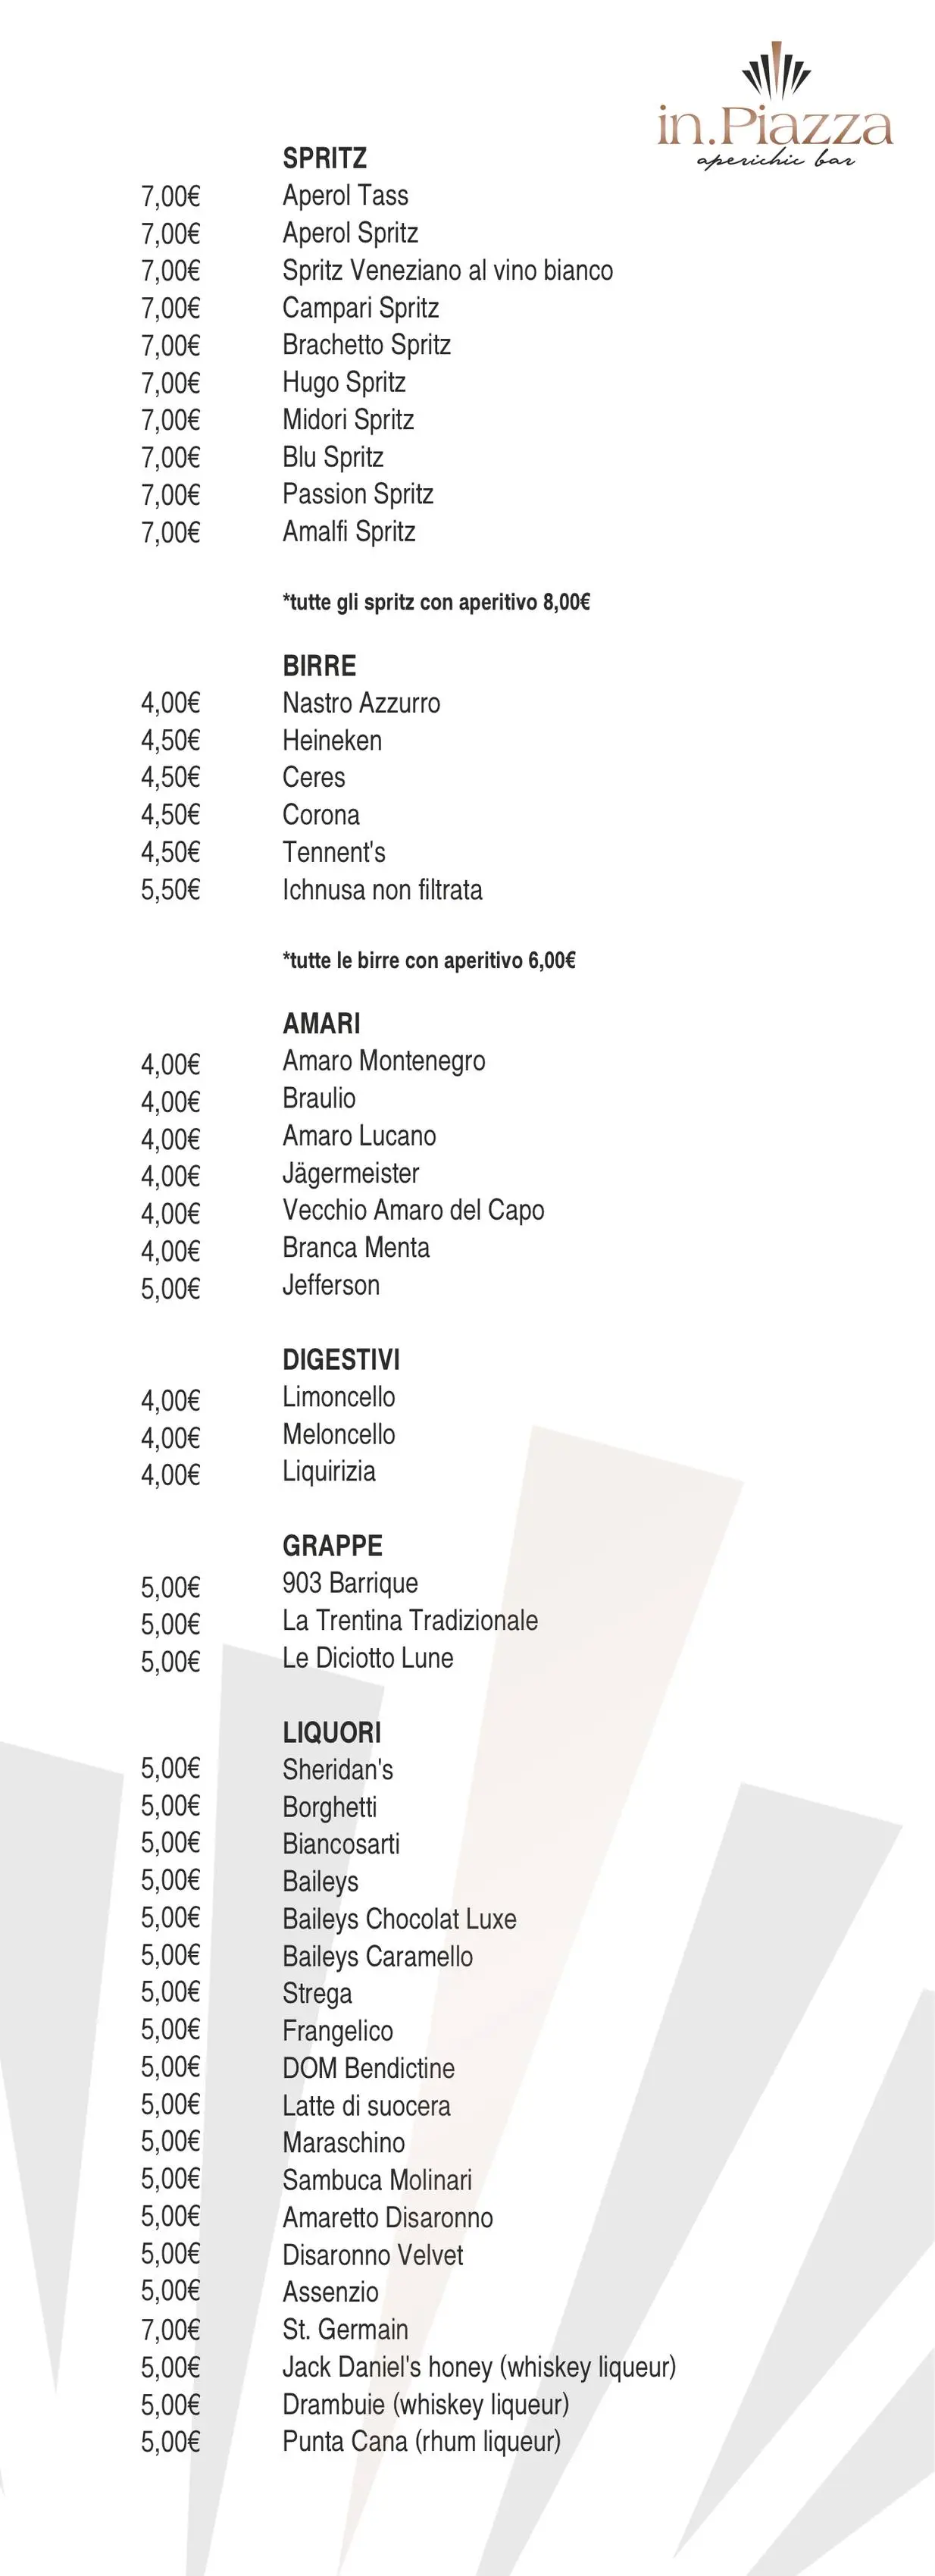 in.Piazza
aperichic bar
SPRITZ
7,00€ Aperol Tass
7,00€ Aperol Spritz
7,00€ Spritz Veneziano al vino bianco
7,00€ Campari Spritz
7,00€ Brachetto Spritz
7,00€ Hugo Spritz
7,00€ Midori Spritz
7,00€ Blu Spritz
7,00€ Passion Spritz
7,00€ Amalfi Spritz
*tutte gli spritz con aperitivo 8,00€
BIRRE
4,00€ Nastro Azzurro
4,50€ Heineken
4,50€ Ceres
4,50€ Corona
4,50€ Tennent's
5,50€ Ichnusa non filtrata
*tutte le birre con aperitivo 6,00€
AMARI
4,00€ Amaro Montenegro
4,00€ Braulio
4,00€ Amaro Lucano
4,00€ Jägermeister
4,00€ Vecchio Amaro del Capo
4,00€ Branca Menta
5,00€ Jefferson
DIGESTIVI
4,00€ Limoncello
4,00€ Meloncello
4,00€ Liquirizia
GRAPPE
5,00€ 903 Barrique
5,00€ La Trentina Tradizionale
5,00€ Le Diciotto Lune
LIQUORI
5,00€ Sheridan's
5,00€ Borghetti
5,00€ Biancosarti
5,00€ Baileys
5,00€ Baileys Chocolat Luxe
5,00€ Baileys Caramello
5,00€ Strega
5,00€ Frangelico
5,00€ DOM Bendictine
5,00€ Latte di suocera
5,00€ Maraschino
5,00€ Sambuca Molinari
5,00€ Amaretto Disaronno
5,00€ Disaronno Velvet
5,00€ Assenzio
7,00€ St. Germain
5,00€ Jack Daniel's honey (whiskey liqueur)
5,00€ Drambuie (whiskey liqueur)
5,00€ Punta Cana (rhum liqueur)